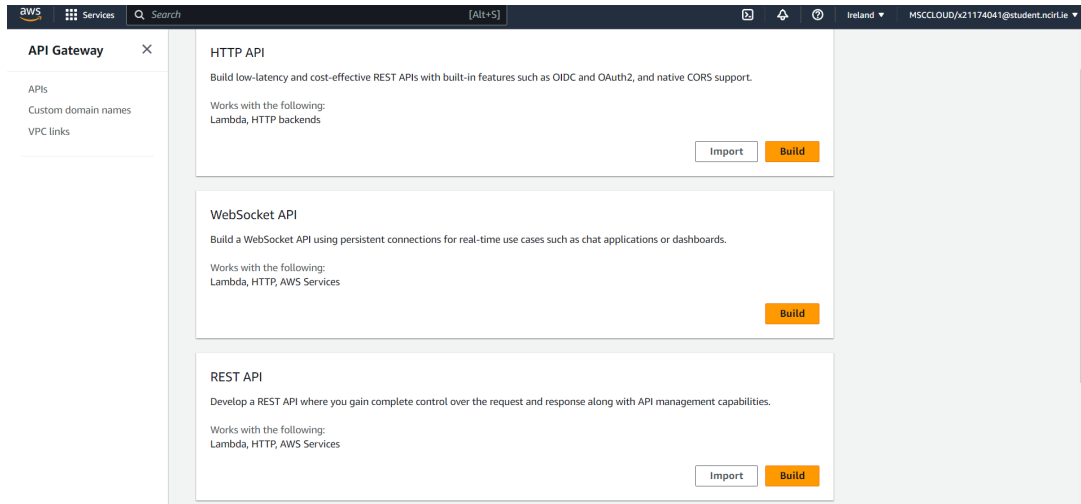 aws Services Search [Alt+S] Ireland ▼ MSCCLOUD/x21174041@student.ncirl.ie ▼
API Gateway
APIs
Custom domain names
VPC links
HTTP API
Build low-latency and cost-effective REST APIs with built-in features such as OIDC and OAuth2, and native CORS support.
Works with the following:
Lambda, HTTP backends
Import Build
WebSocket API
Build a WebSocket API using persistent connections for real-time use cases such as chat applications or dashboards.
Works with the following:
Lambda, HTTP, AWS Services
Build
REST API
Develop a REST API where you gain complete control over the request and response along with API management capabilities.
Works with the following:
Lambda, HTTP, AWS Services
Import Build